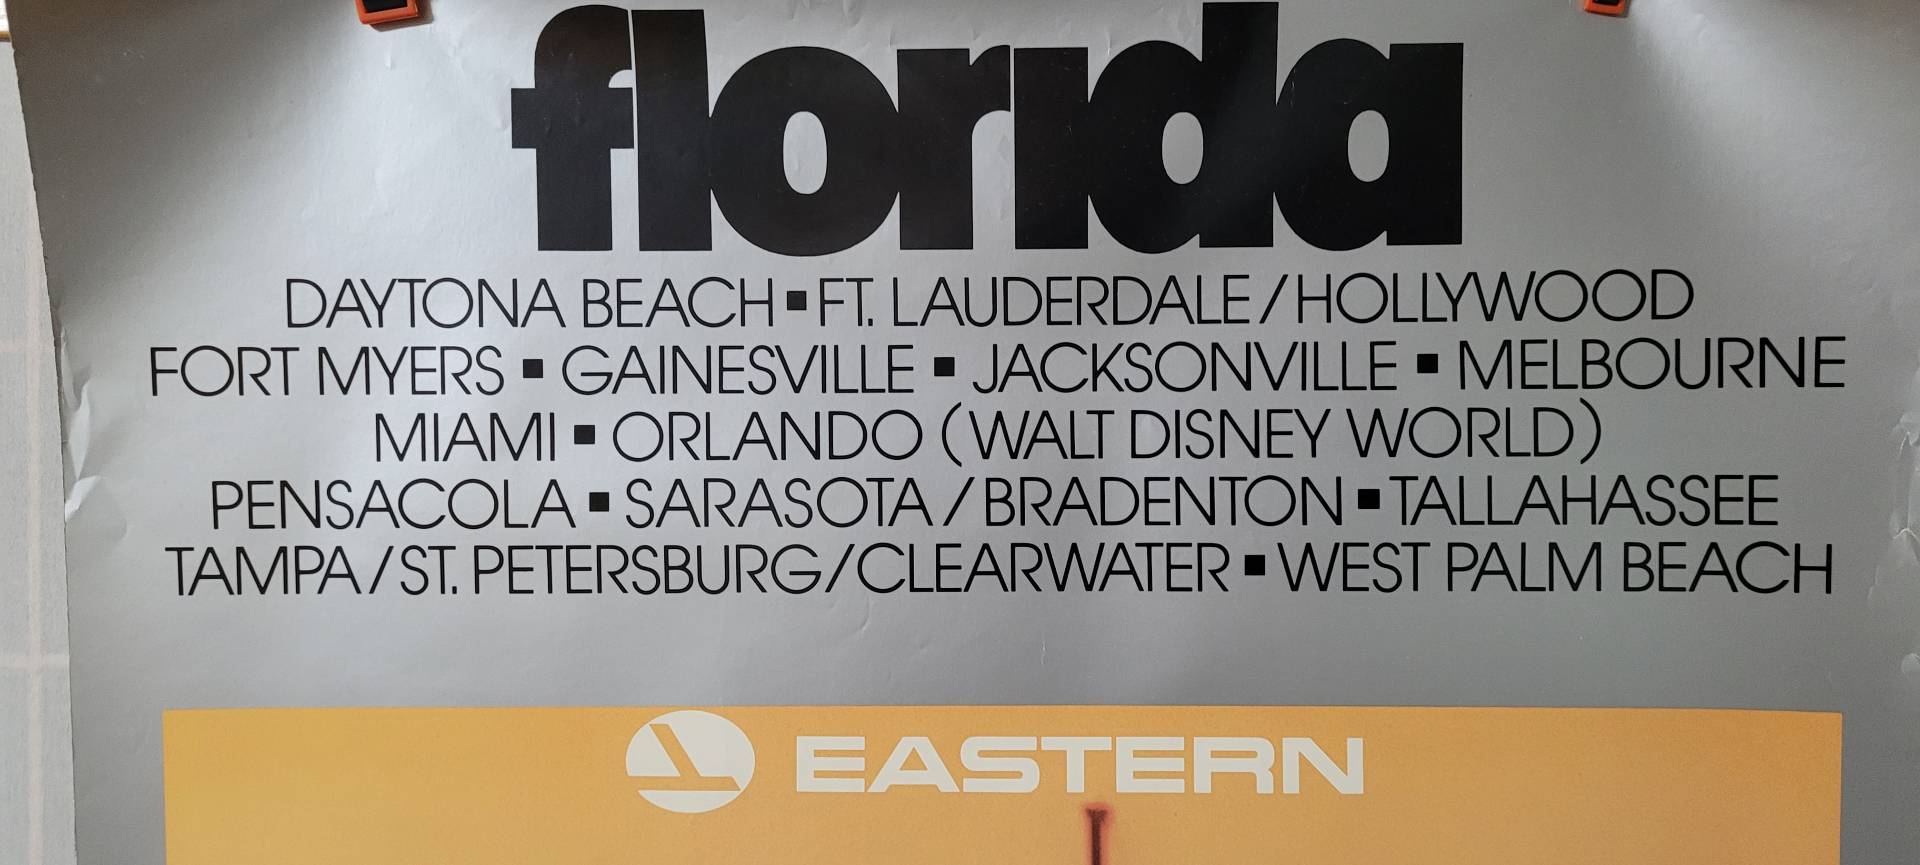 florida
DAYTONA BEACH ▪ FT. LAUDERDALE/HOLLYWOOD
FORT MYERS ▪ GAINESVILLE ▪ JACKSONVILLE ▪ MELBOURNE
MIAMI ▪ ORLANDO (WALT DISNEY WORLD)
PENSACOLA ▪ SARASOTA/BRADENTON ▪ TALLAHASSEE
TAMPA/ST. PETERSBURG/CLEARWATER ▪ WEST PALM BEACH
EASTERN